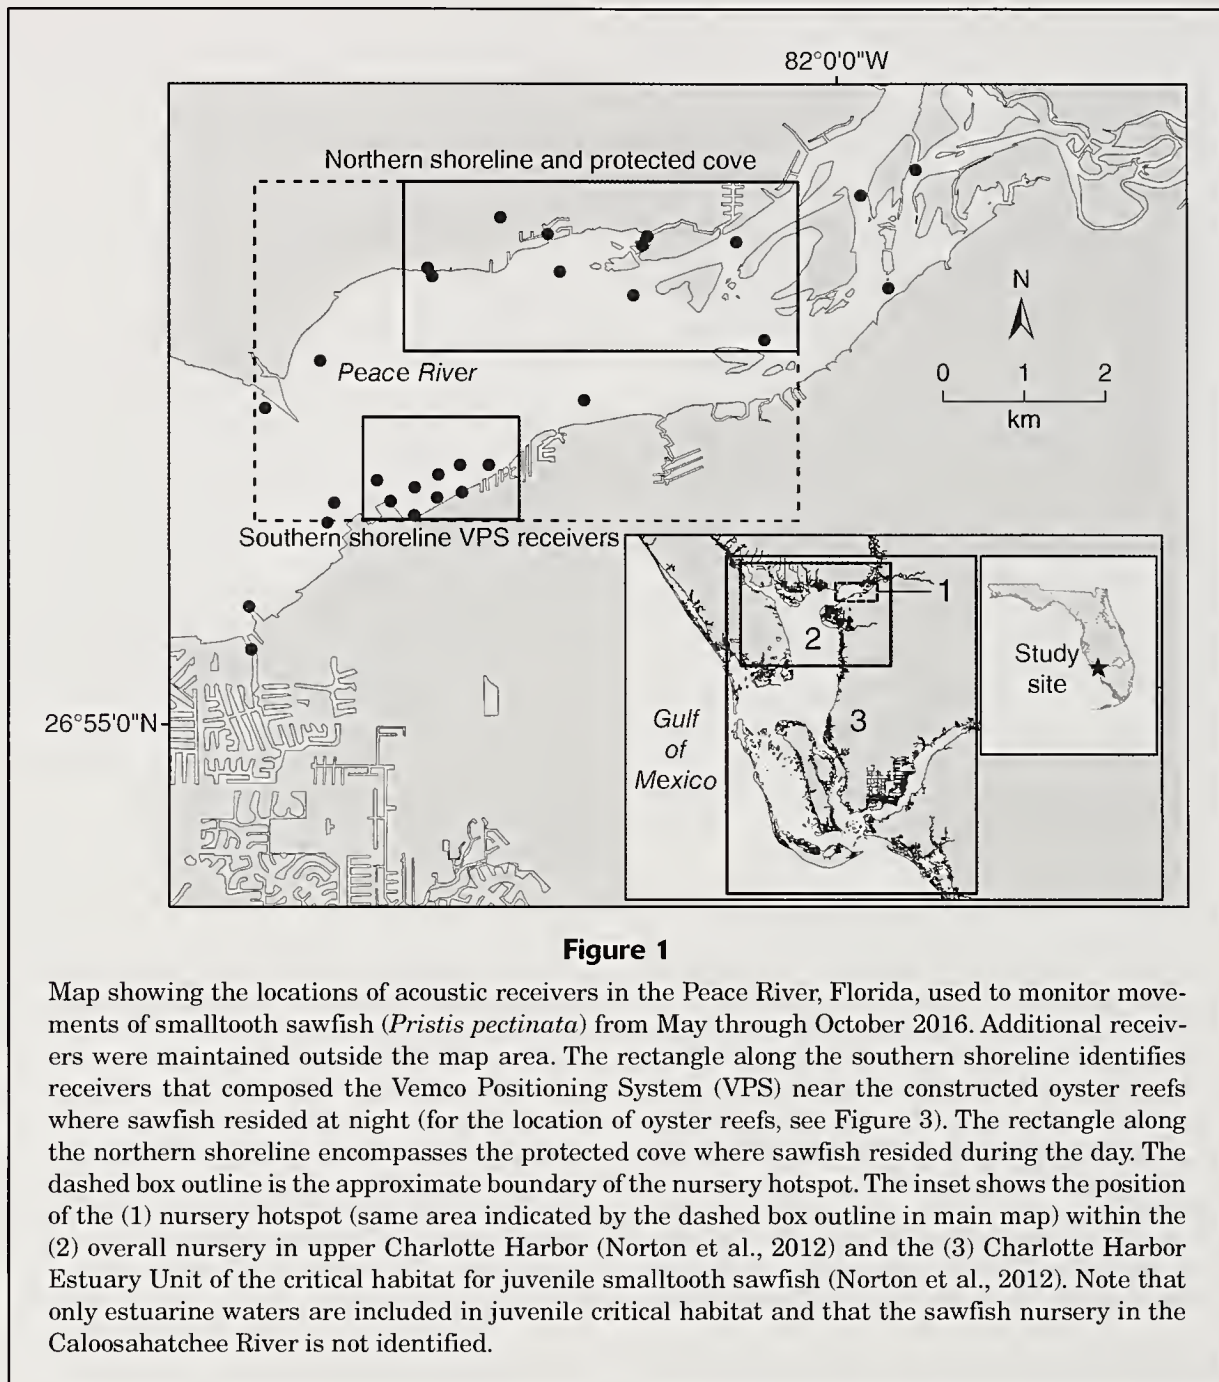 82°0'0"W
Northern shoreline and protected cove
N
Peace River
0 1 2
km
Southern shoreline VPS receivers
1
2
Study
site
3
Gulf
of
Mexico
26°55'0"N
Figure 1
Map showing the locations of acoustic receivers in the Peace River, Florida, used to monitor move-
ments of smalltooth sawfish (Pristis pectinata) from May through October 2016. Additional receiv-
ers were maintained outside the map area. The rectangle along the southern shoreline identifies
receivers that composed the Vemco Positioning System (VPS) near the constructed oyster reefs
where sawfish resided at night (for the location of oyster reefs, see Figure 3). The rectangle along
the northern shoreline encompasses the protected cove where sawfish resided during the day. The
dashed box outline is the approximate boundary of the nursery hotspot. The inset shows the position
of the (1) nursery hotspot (same area indicated by the dashed box outline in main map) within the
(2) overall nursery in upper Charlotte Harbor (Norton et al., 2012) and the (3) Charlotte Harbor
Estuary Unit of the critical habitat for juvenile smalltooth sawfish (Norton et al., 2012). Note that
only estuarine waters are included in juvenile critical habitat and that the sawfish nursery in the
Caloosahatchee River is not identified.